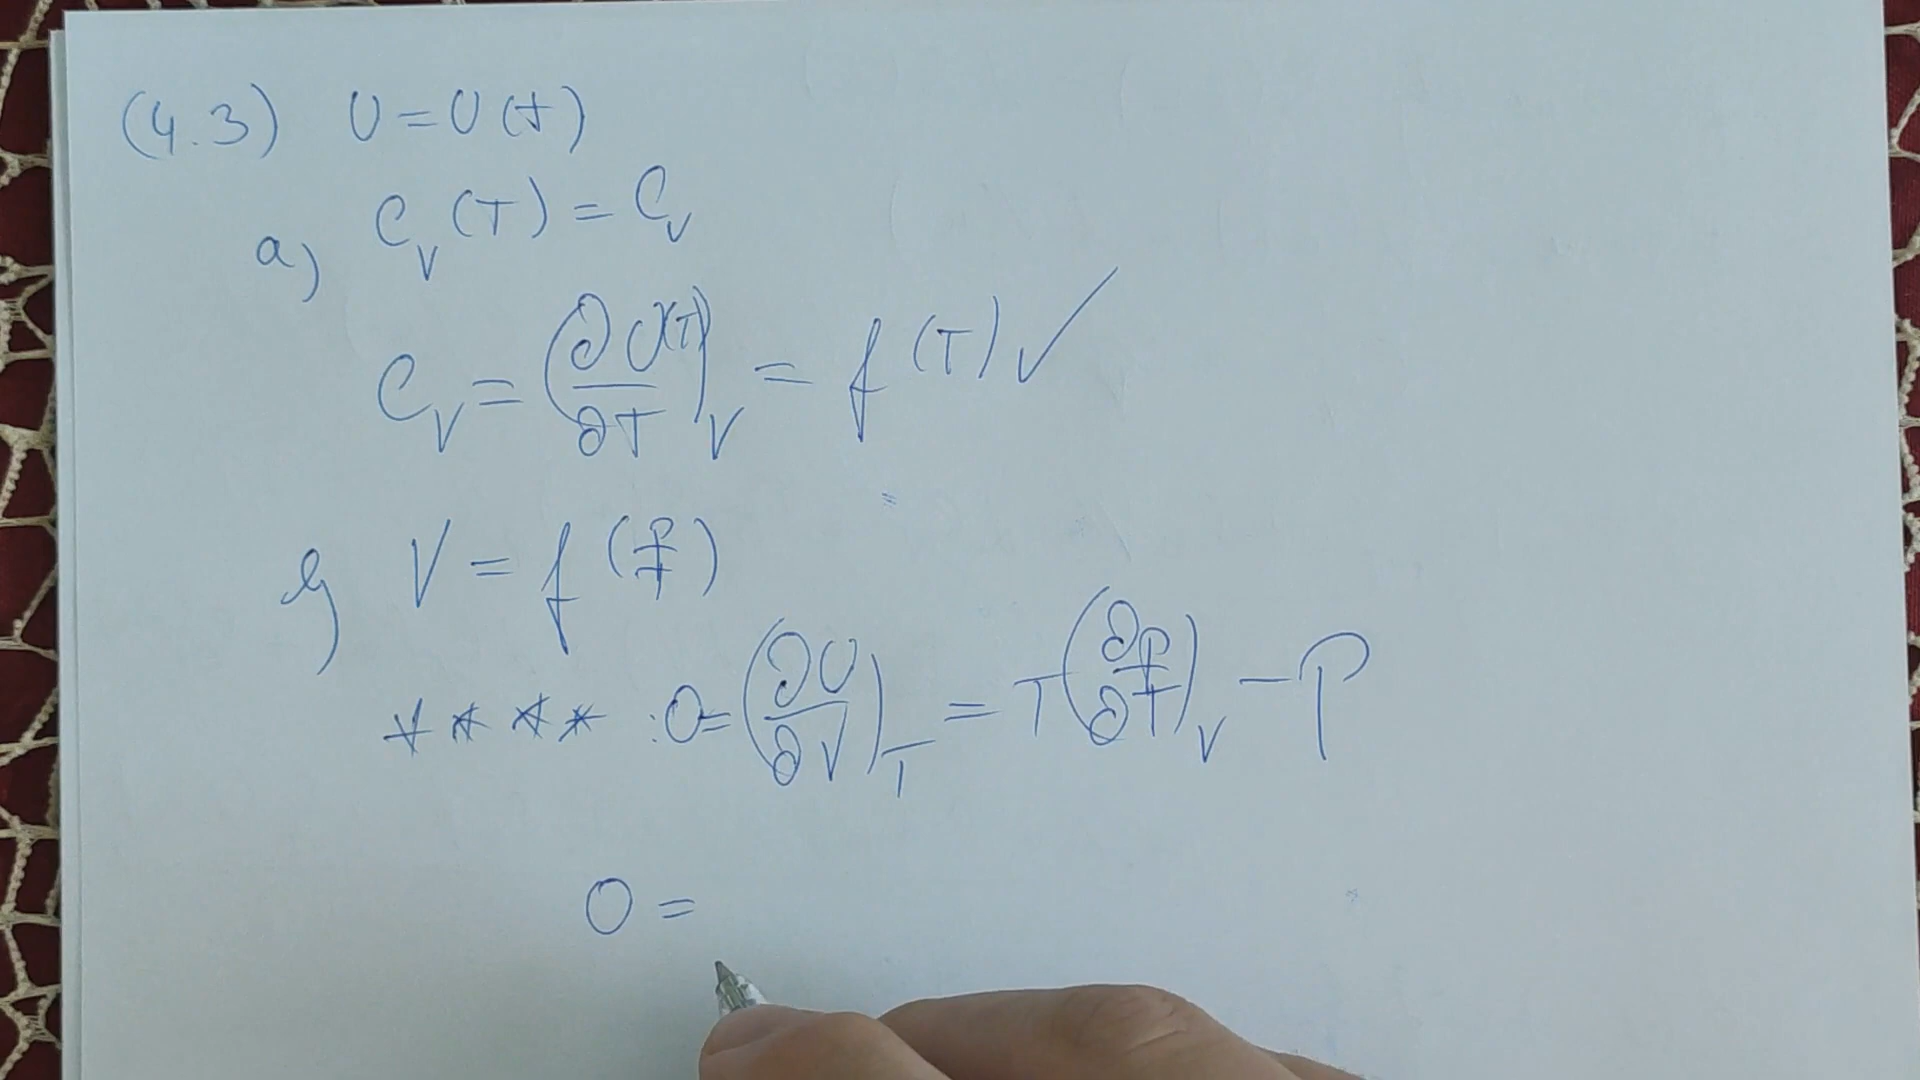 (4.3) U = U(T)
a) C_V (T) = C_V
C_V = (∂U(T)/∂T)_V = f(T) ✓
V = f(P/T)
**** : 0 = (∂U/∂V)_T = T(∂P/∂T)_V - P
0 =